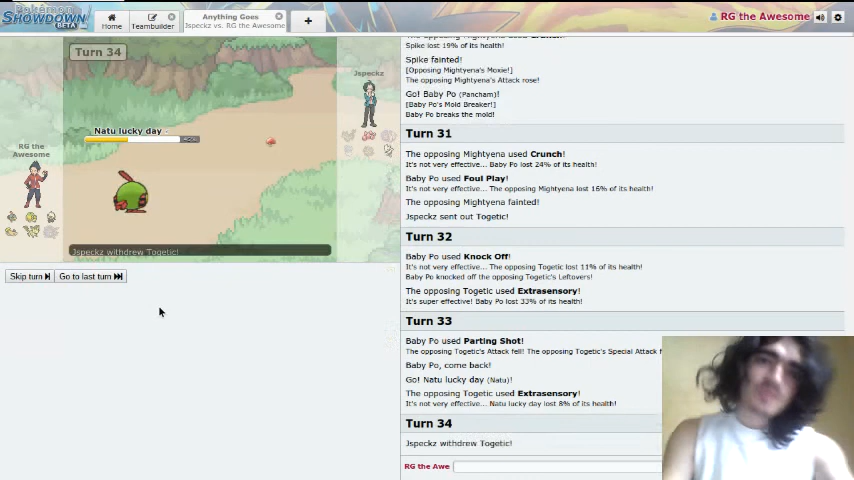 Pokémon
SHOWDOWN
BETA
Home
Teambuilder
Anything Goes
Jspeckz vs. RG the Awesome
+
RG the Awesome
Turn 34
Jspeckz
Natu lucky day
RG the
Awesome
Jspeckz withdrew Togetic!
Skip turn
Go to last turn
Spike lost 19% of its health!
Spike fainted!
[Opposing Mightyena's Moxie!]
The opposing Mightyena's Attack rose!
Go! Baby Po (Pancham)!
[Baby Po's Mold Breaker!]
Baby Po breaks the mold!
Turn 31
The opposing Mightyena used Crunch!
It's not very effective... Baby Po lost 24% of its health!
Baby Po used Foul Play!
It's not very effective... The opposing Mightyena lost 16% of its health!
The opposing Mightyena fainted!
Jspeckz sent out Togetic!
Turn 32
Baby Po used Knock Off!
It's not very effective... The opposing Togetic lost 11% of its health!
Baby Po knocked off the opposing Togetic's Leftovers!
The opposing Togetic used Extrasensory!
It's super effective! Baby Po lost 33% of its health!
Turn 33
Baby Po used Parting Shot!
The opposing Togetic's Attack fell! The opposing Togetic's Special Attack f
Baby Po, come back!
Go! Natu lucky day (Natu)!
The opposing Togetic used Extrasensory!
It's not very effective... Natu lucky day lost 8% of its health!
Turn 34
Jspeckz withdrew Togetic!
RG the Awe